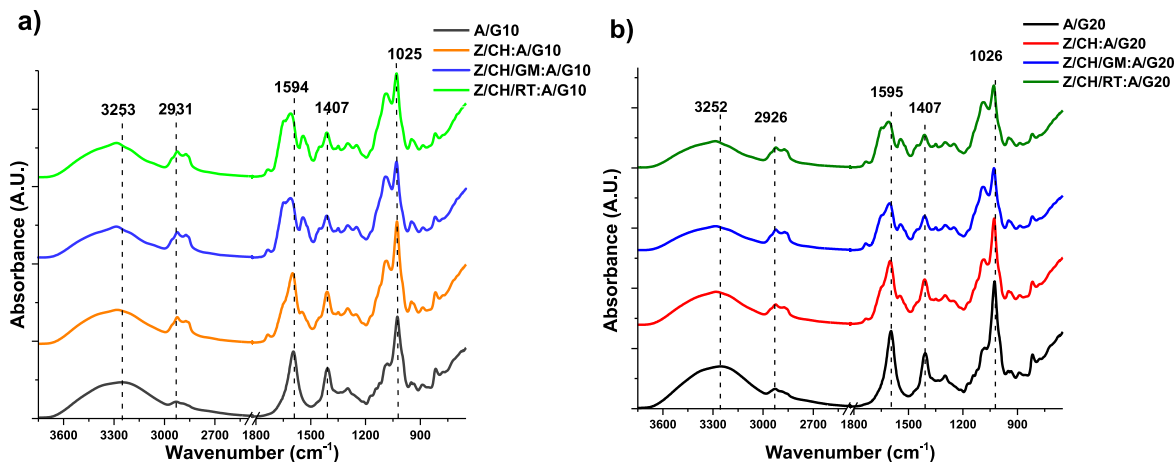 a)
A/G10
Z/CH:A/G10
Z/CH/GM:A/G10
Z/CH/RT:A/G10
3253
2931
1594
1407
1025
Absorbance (A.U.)
3600 3300 3000 2700 1800 1500 1200 900
Wavenumber (cm⁻¹)
b)
A/G20
Z/CH:A/G20
Z/CH/GM:A/G20
Z/CH/RT:A/G20
3252
2926
1595
1407
1026
Absorbance (A.U.)
3600 3300 3000 2700 1800 1500 1200 900
Wavenumber (cm⁻¹)